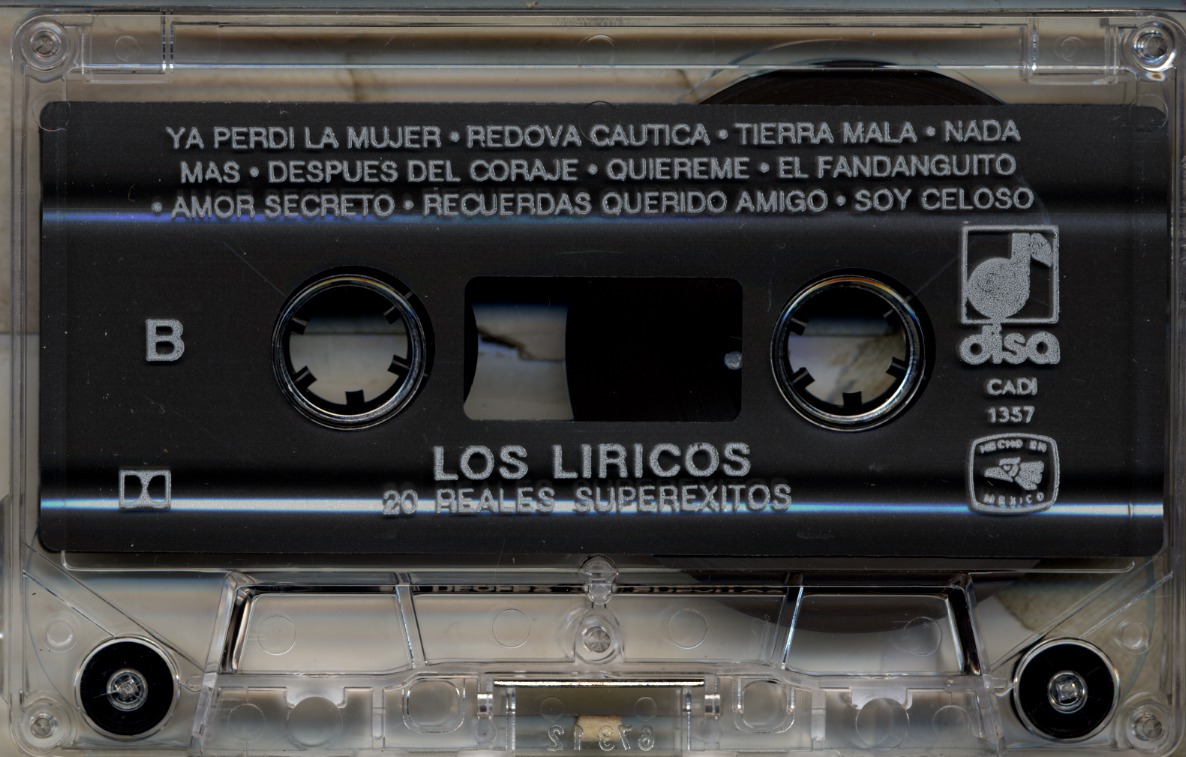 YA PERDI LA MUJER • REDOVA CAUTICA • TIERRA MALA • NADA
MAS • DESPUES DEL CORAJE • QUIEREME • EL FANDANGUITO
• AMOR SECRETO • RECUERDAS QUERIDO AMIGO • SOY CELOSO
B
disa
CADI
1357
HECHO EN
MEXICO
LOS LIRICOS
20 REALES SUPEREXITOS